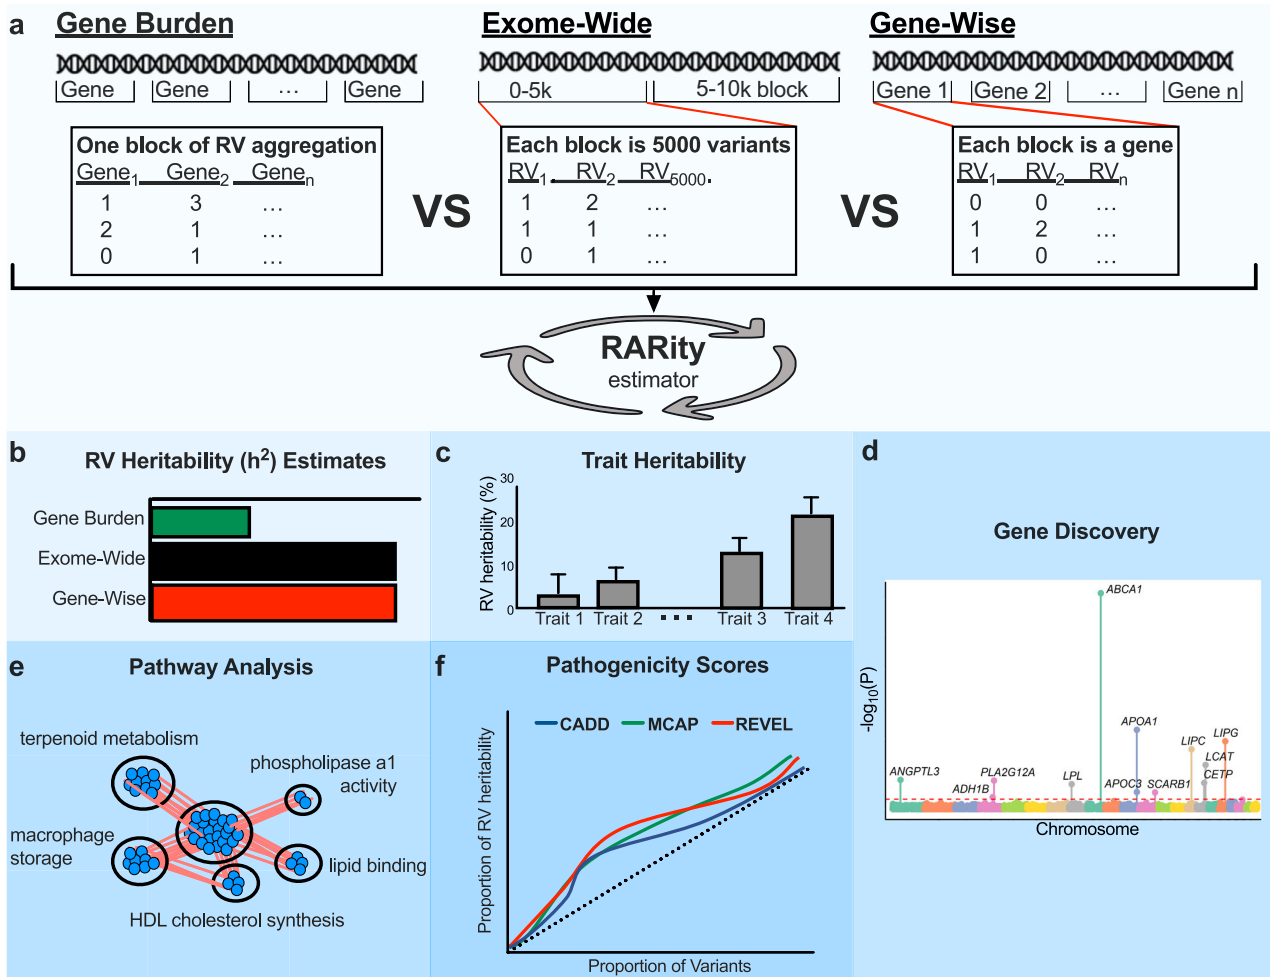 a
Gene Burden
Exome-Wide
Gene-Wise
Gene Gene … Gene
0-5k 5-10k block
Gene 1 Gene 2 … Gene n
One block of RV aggregation
Gene1 Gene2 Genen
1 3 …
2 1 …
0 1 …
VS
Each block is 5000 variants
RV1 RV2 RV5000
1 2 …
1 1 …
0 1 …
VS
Each block is a gene
RV1 RV2 RVn
0 0 …
1 2 …
1 0 …
RARity
estimator
b
RV Heritability (h²) Estimates
Gene Burden
Exome-Wide
Gene-Wise
c
Trait Heritability
RV heritability (%)
30
20
10
0
Trait 1 Trait 2 … Trait 3 Trait 4
d
Gene Discovery
-log10(P)
ABCA1
APOA1
LIPG
LIPC
LCAT
ANGPTL3
PLA2G12A
LPL
CETP
ADH1B
APOC3
SCARB1
Chromosome
e
Pathway Analysis
terpenoid metabolism
phospholipase a1
activity
macrophage
storage
lipid binding
HDL cholesterol synthesis
f
Pathogenicity Scores
CADD MCAP REVEL
Proportion of RV heritability
Proportion of Variants